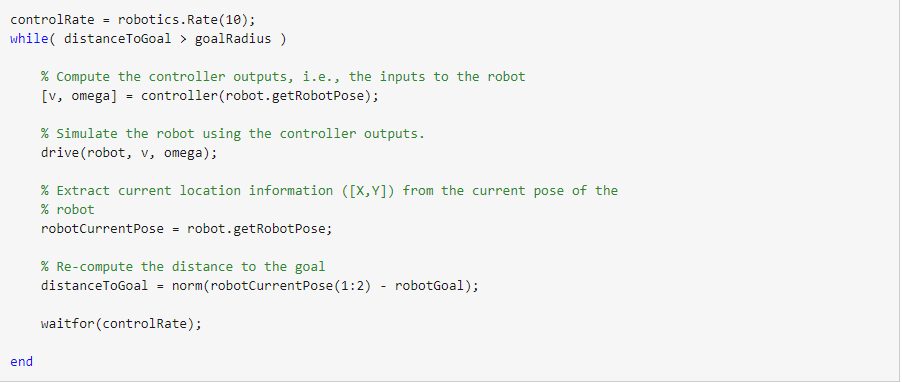 controlRate = robotics.Rate(10);
while( distanceToGoal > goalRadius )
% Compute the controller outputs, i.e., the inputs to the robot
[v, omega] = controller(robot.getRobotPose);
% Simulate the robot using the controller outputs.
drive(robot, v, omega);
% Extract current location information ([X,Y]) from the current pose of the
% robot
robotCurrentPose = robot.getRobotPose;
% Re-compute the distance to the goal
distanceToGoal = norm(robotCurrentPose(1:2) - robotGoal);
waitfor(controlRate);
end